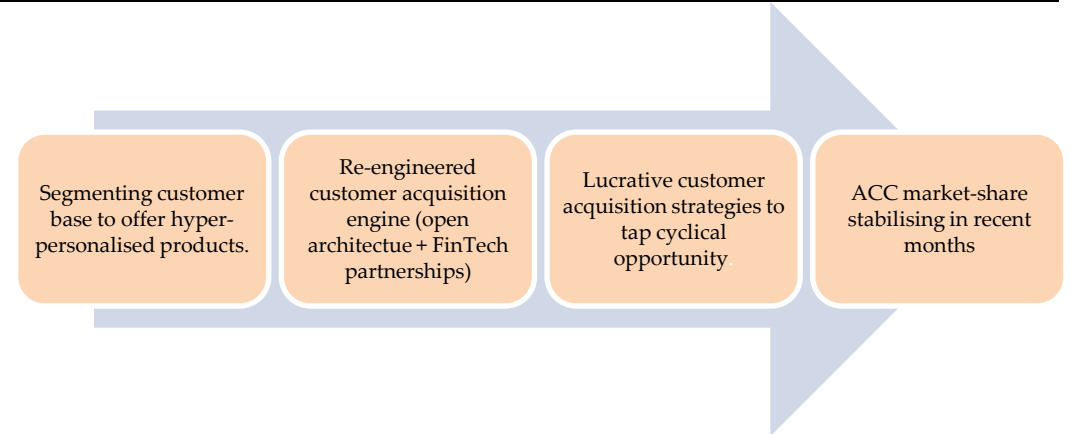 Segmenting customer
base to offer hyper-
personalised products.
Re-engineered
customer acquisition
engine (open
architectue + FinTech
partnerships)
Lucrative customer
acquisition strategies to
tap cyclical
opportunity.
ACC market-share
stabilising in recent
months